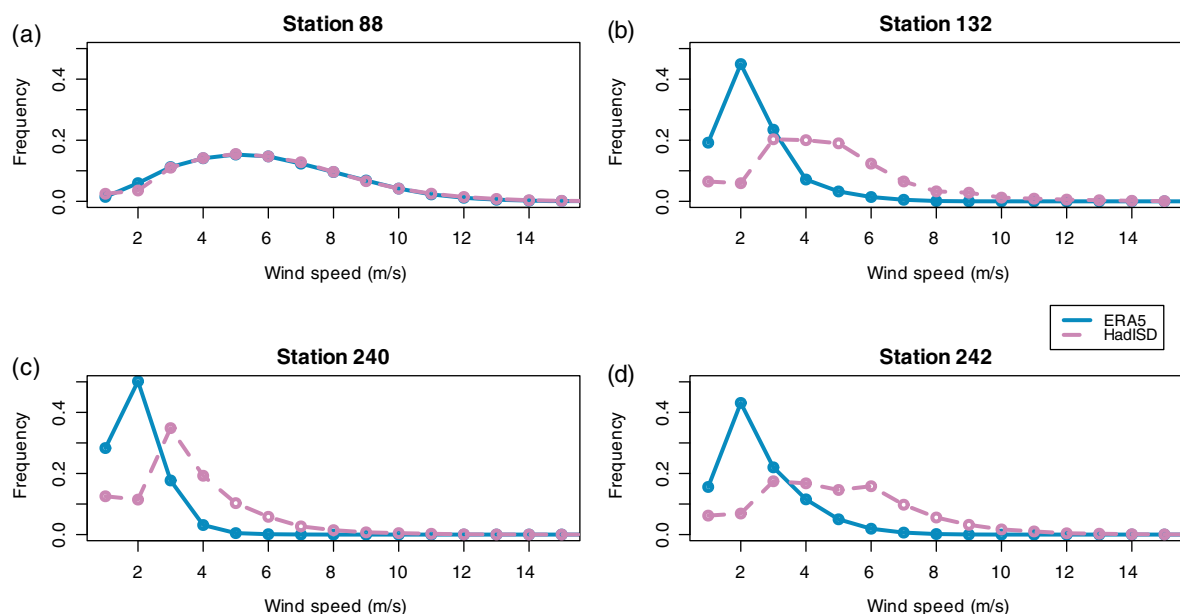 (a)
Station 88
Frequency
0.0 0.2 0.4
2 4 6 8 10 12 14
Wind speed (m/s)
(b)
Station 132
Frequency
0.0 0.2 0.4
2 4 6 8 10 12 14
Wind speed (m/s)
ERA5
HadISD
(c)
Station 240
Frequency
0.0 0.2 0.4
2 4 6 8 10 12 14
Wind speed (m/s)
(d)
Station 242
Frequency
0.0 0.2 0.4
2 4 6 8 10 12 14
Wind speed (m/s)